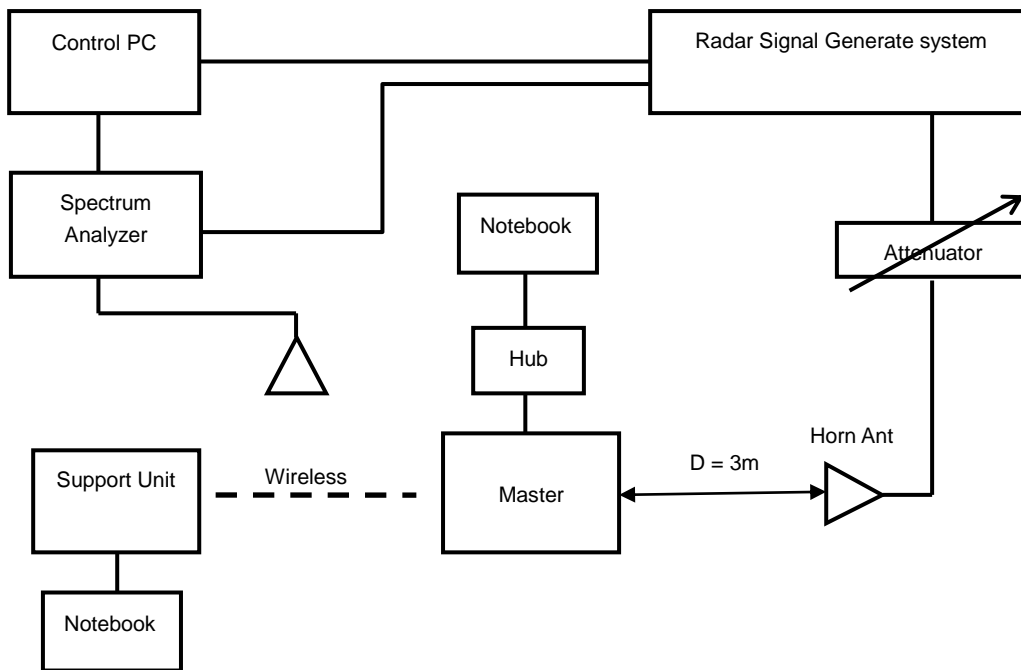 Control PC
Radar Signal Generate system
Spectrum
Analyzer
Notebook
Attenuator
Hub
Horn Ant
D = 3m
Support Unit
Wireless
Master
Notebook